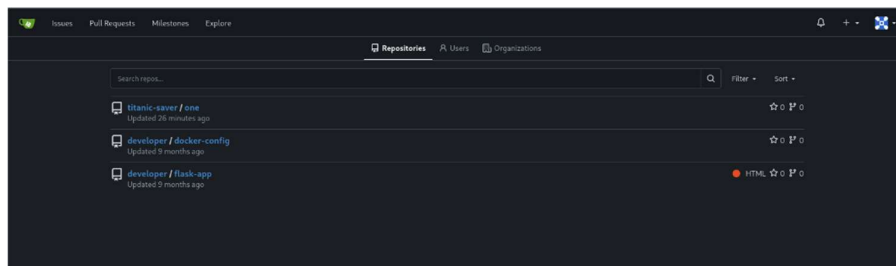 Issues Pull Requests Milestones Explore
Repositories Users Organizations
Search repos... Filter Sort
titanic-saver / one 0 0
Updated 26 minutes ago
developer / docker-config 0 0
Updated 9 months ago
developer / flask-app HTML 0 0
Updated 9 months ago